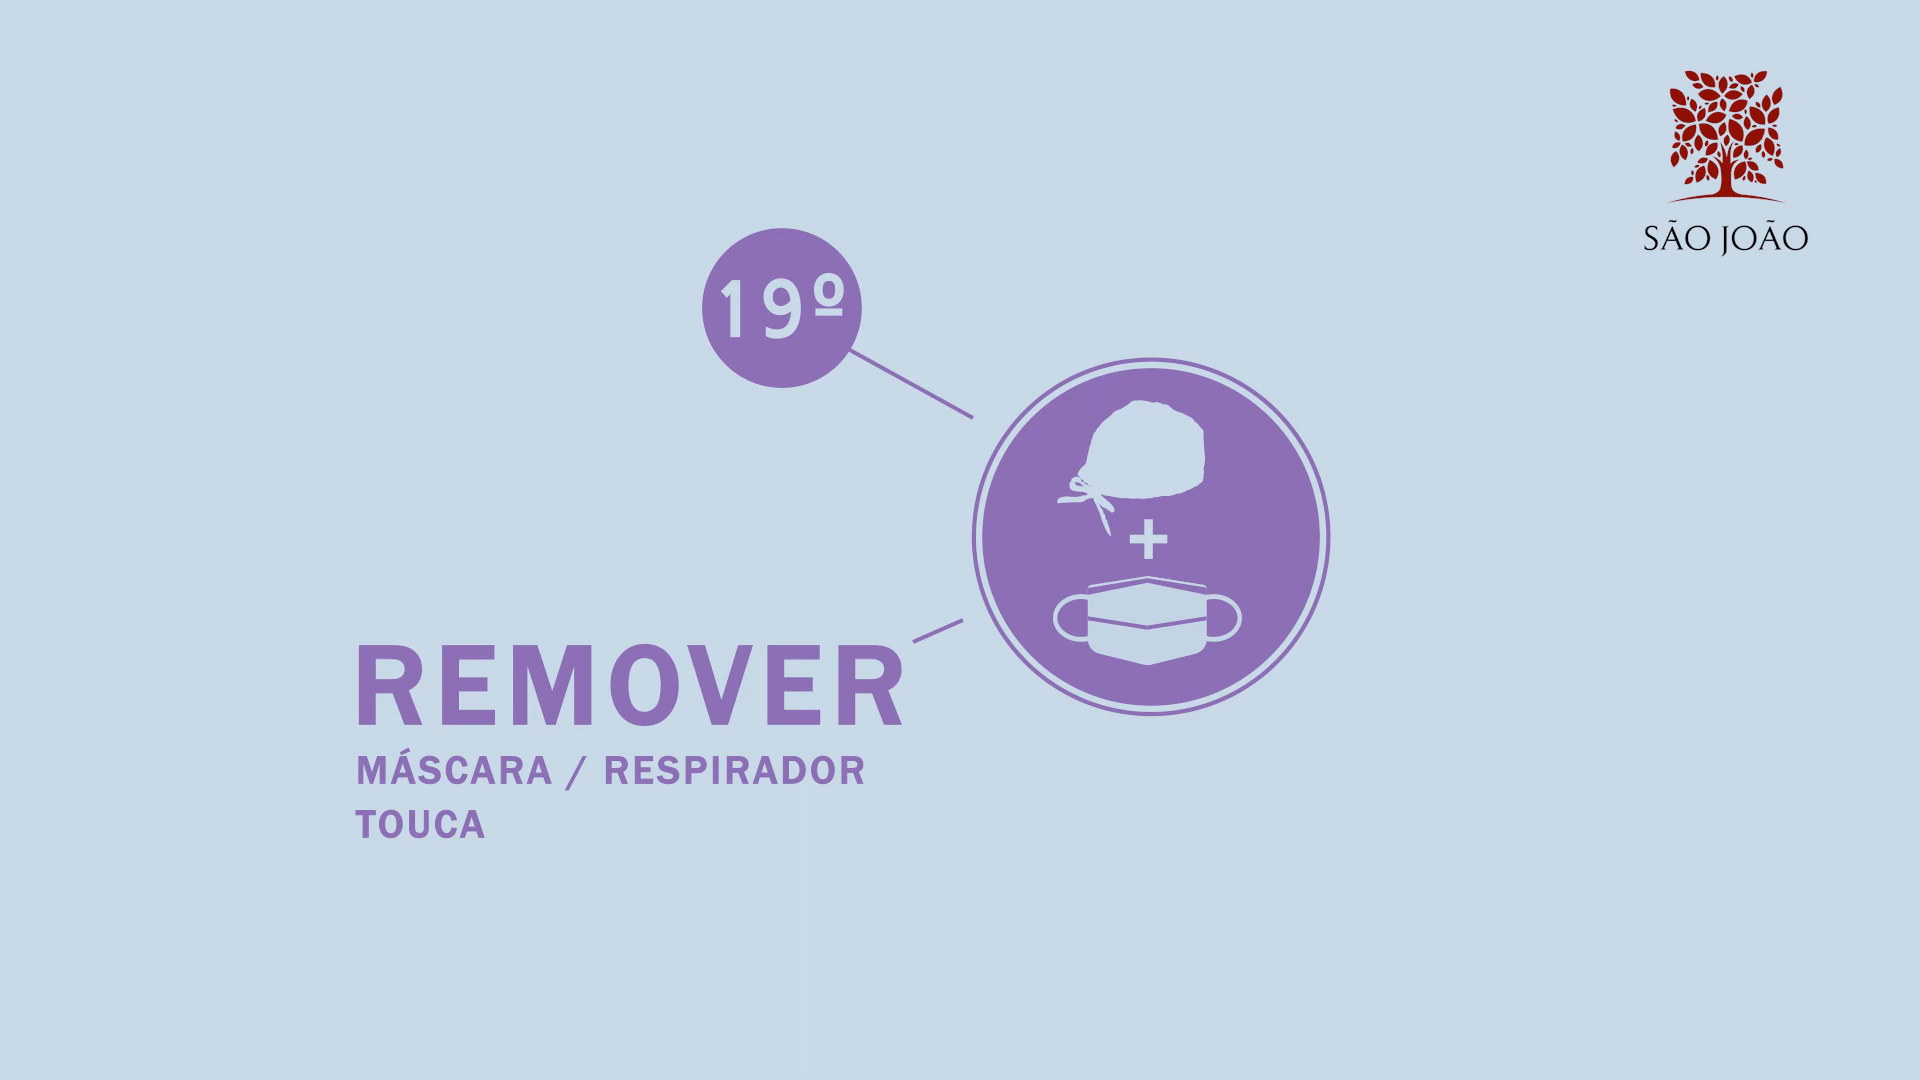 SÃO JOÃO
19º
+
REMOVER
MÁSCARA / RESPIRADOR
TOUCA